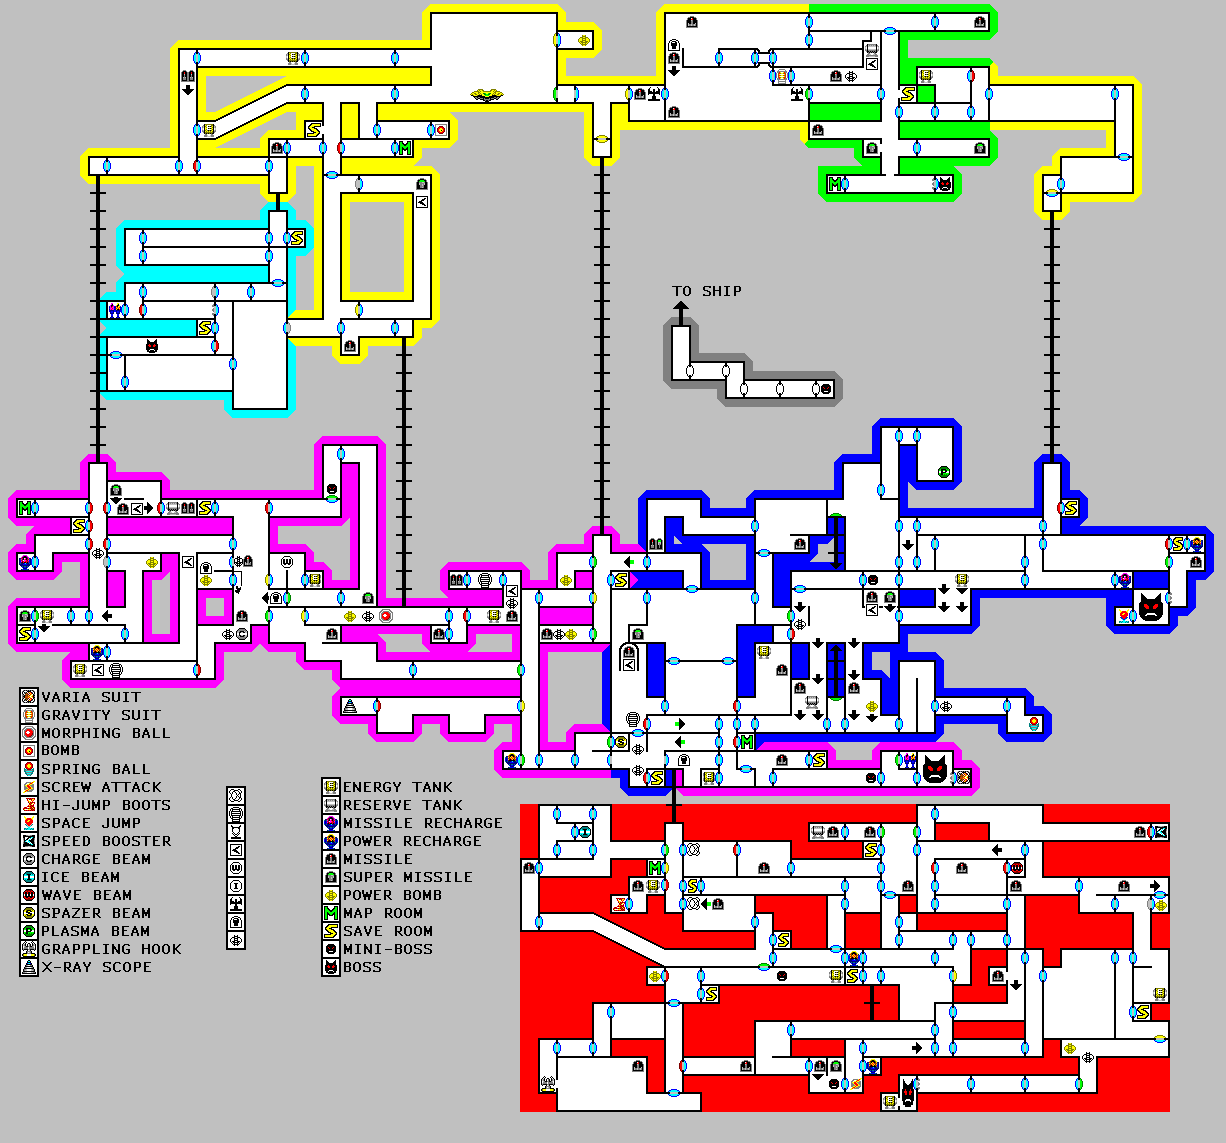 TO SHIP
VARIA SUIT
GRAVITY SUIT
MORPHING BALL
BOMB
SPRING BALL
SCREW ATTACK
HI-JUMP BOOTS
SPACE JUMP
SPEED BOOSTER
CHARGE BEAM
ICE BEAM
WAVE BEAM
SPAZER BEAM
PLASMA BEAM
GRAPPLING HOOK
X-RAY SCOPE
ENERGY TANK
RESERVE TANK
MISSILE RECHARGE
POWER RECHARGE
MISSILE
SUPER MISSILE
POWER BOMB
MAP ROOM
SAVE ROOM
MINI-BOSS
BOSS